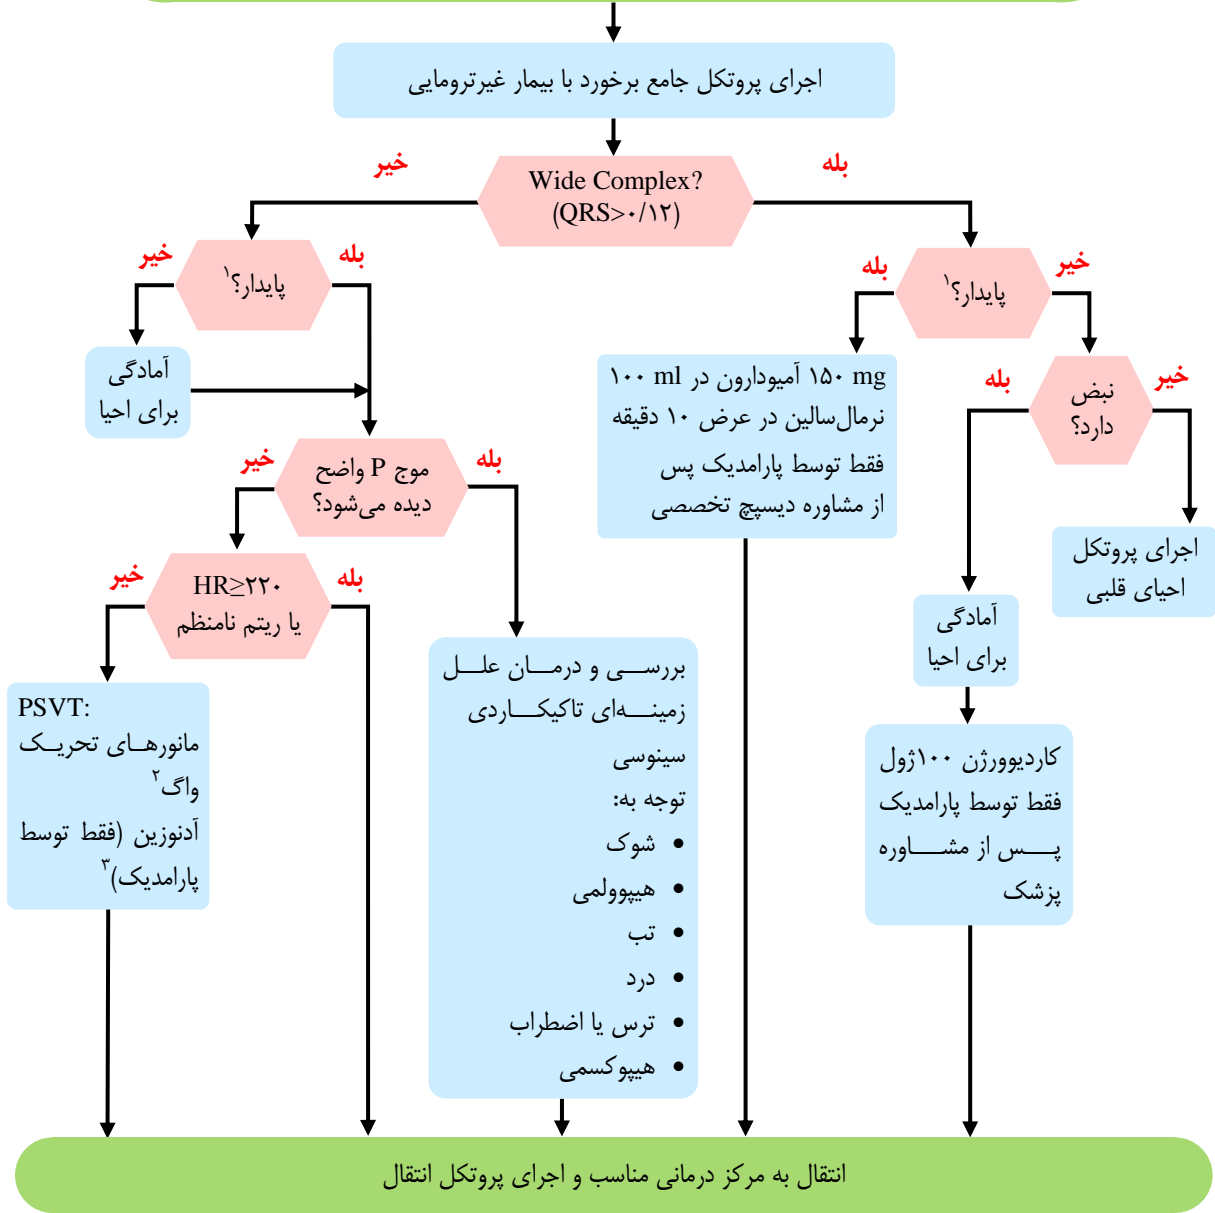 اجرای پروتکل جامع برخورد با بیمار غیرترومایی
Wide Complex?
(QRS>۰/۱۲)
بله
خیر
پایدار؟۱
خیر
بله
نبض
دارد؟
خیر
بله
اجرای پروتکل
احیای قلبی
آمادگی
برای احیا
کاردیوورژن ۱۰۰ژول
فقط توسط پارامدیک
پس از مشاوره
پزشک
۱۵۰ mg آمیودارون در ۱۰۰ ml
نرمال‌سالین در عرض ۱۰ دقیقه
فقط توسط پارامدیک پس
از مشاوره دیسپچ تخصصی
پایدار؟۱
بله
خیر
آمادگی
برای احیا
موج P واضح
دیده می‌شود؟
بله
خیر
بررسی و درمان علل
زمینه‌ای تاکیکاردی
سینوسی
توجه به:
• شوک
• هیپوولمی
• تب
• درد
• ترس یا اضطراب
• هیپوکسمی
HR≥۲۲۰
یا ریتم نامنظم
بله
خیر
PSVT:
مانورهای تحریک
واگ۲
آدنوزین (فقط توسط
پارامدیک)۳
انتقال به مرکز درمانی مناسب و اجرای پروتکل انتقال